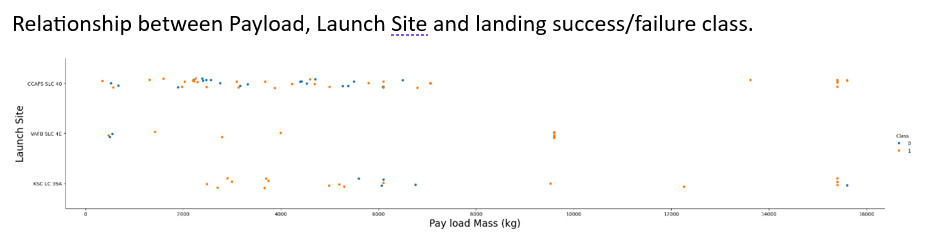 Relationship between Payload, Launch Site and landing success/failure class.
CCAFS SLC 40
VAFB SLC 4E
KSC LC 39A
Launch Site
0 2000 4000 6000 8000 10000 12000 14000 16000
Pay load Mass (kg)
Class
0
1